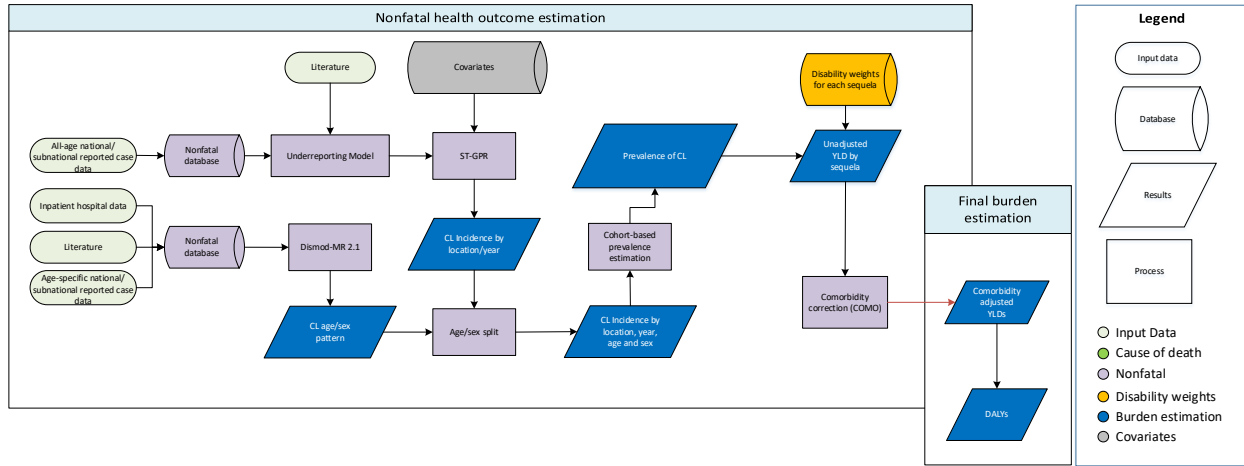 Nonfatal health outcome estimation
Literature
Covariates
Disability weights
for each sequela
All-age national/
subnational reported case
data
Nonfatal
database
Underreporting Model
ST-GPR
Prevalence of CL
Unadjusted
YLD by
sequela
Inpatient hospital data
Literature
Age-specific national/
subnational reported case
data
Nonfatal
database
Dismod-MR 2.1
CL Incidence by
location/year
Cohort-based
prevalence
estimation
CL age/sex
pattern
Age/sex split
CL Incidence by
location, year,
age and sex
Comorbidity
correction (COMO)
Final burden
estimation
Comorbidity
adjusted
YLDs
DALYs
Legend
Input data
Database
Results
Process
Input Data
Cause of death
Nonfatal
Disability weights
Burden estimation
Covariates